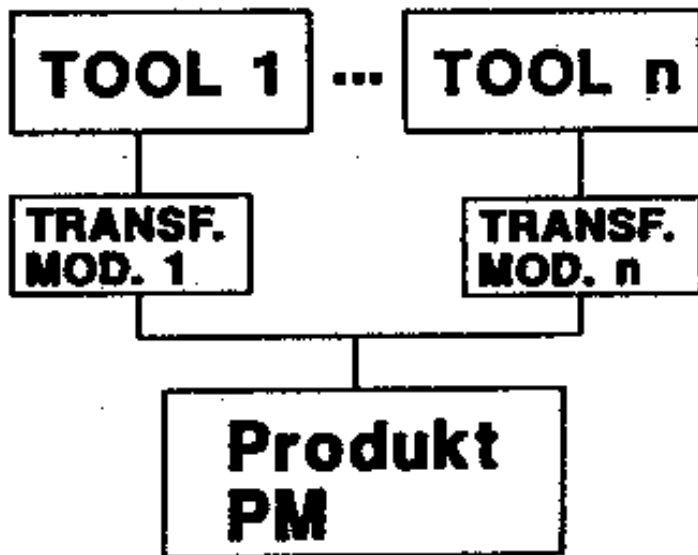 TOOL 1 ... TOOL n
TRANSF.
MOD. 1
TRANSF.
MOD. n
Produkt
PM